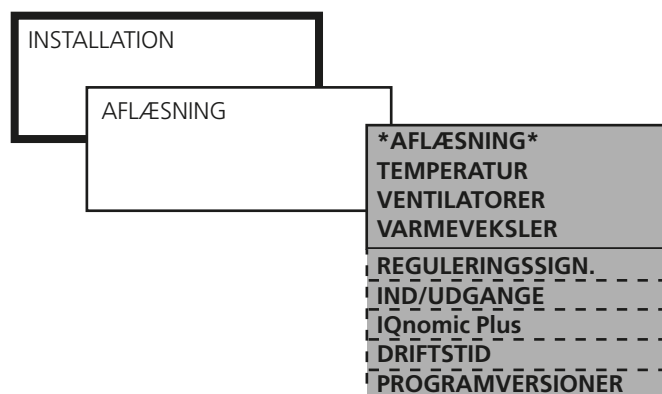 INSTALLATION
AFLÆSNING
*AFLÆSNING*
TEMPERATUR
VENTILATORER
VARMEVEKSLER
REGULERINGSSIGN.
IND/UDGANGE
IQnomic Plus
DRIFTSTID
PROGRAMVERSIONER